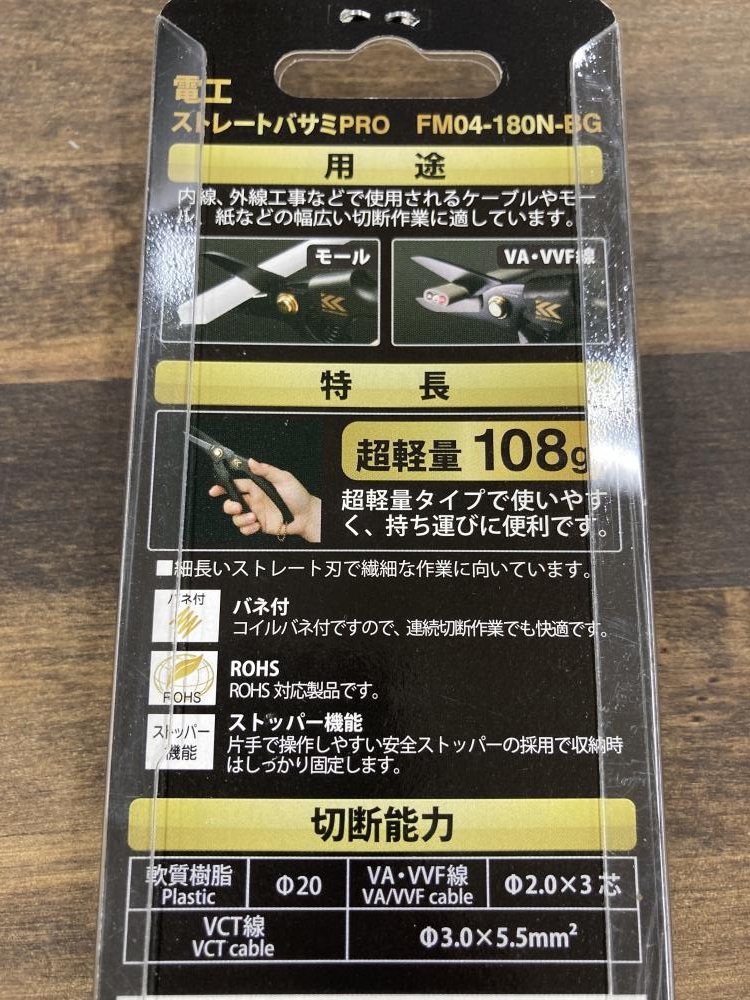 電工
ストレートバサミPRO FM04-180N-BG
用 途
内線、外線工事などで使用されるケーブルやモー
ル、紙などの幅広い切断作業に適しています。
モール
VA・VVF線
特 長
超軽量 108g
超軽量タイプで使いやす
く、持ち運びに便利です。
■細長いストレート刃で繊細な作業に向いています。
バネ付
バネ付
コイルバネ付ですので、連続切断作業でも快適です。
ROHS
ROHS
ROHS 対応製品です。
ストッパー
機能
ストッパー機能
片手で操作しやすい安全ストッパーの採用で収納時
はしっかり固定します。
切断能力
軟質樹脂 Φ20 VA・VVF線 Φ2.0×3芯
Plastic VA/VVF cable
VCT線 Φ3.0×5.5mm²
VCT cable